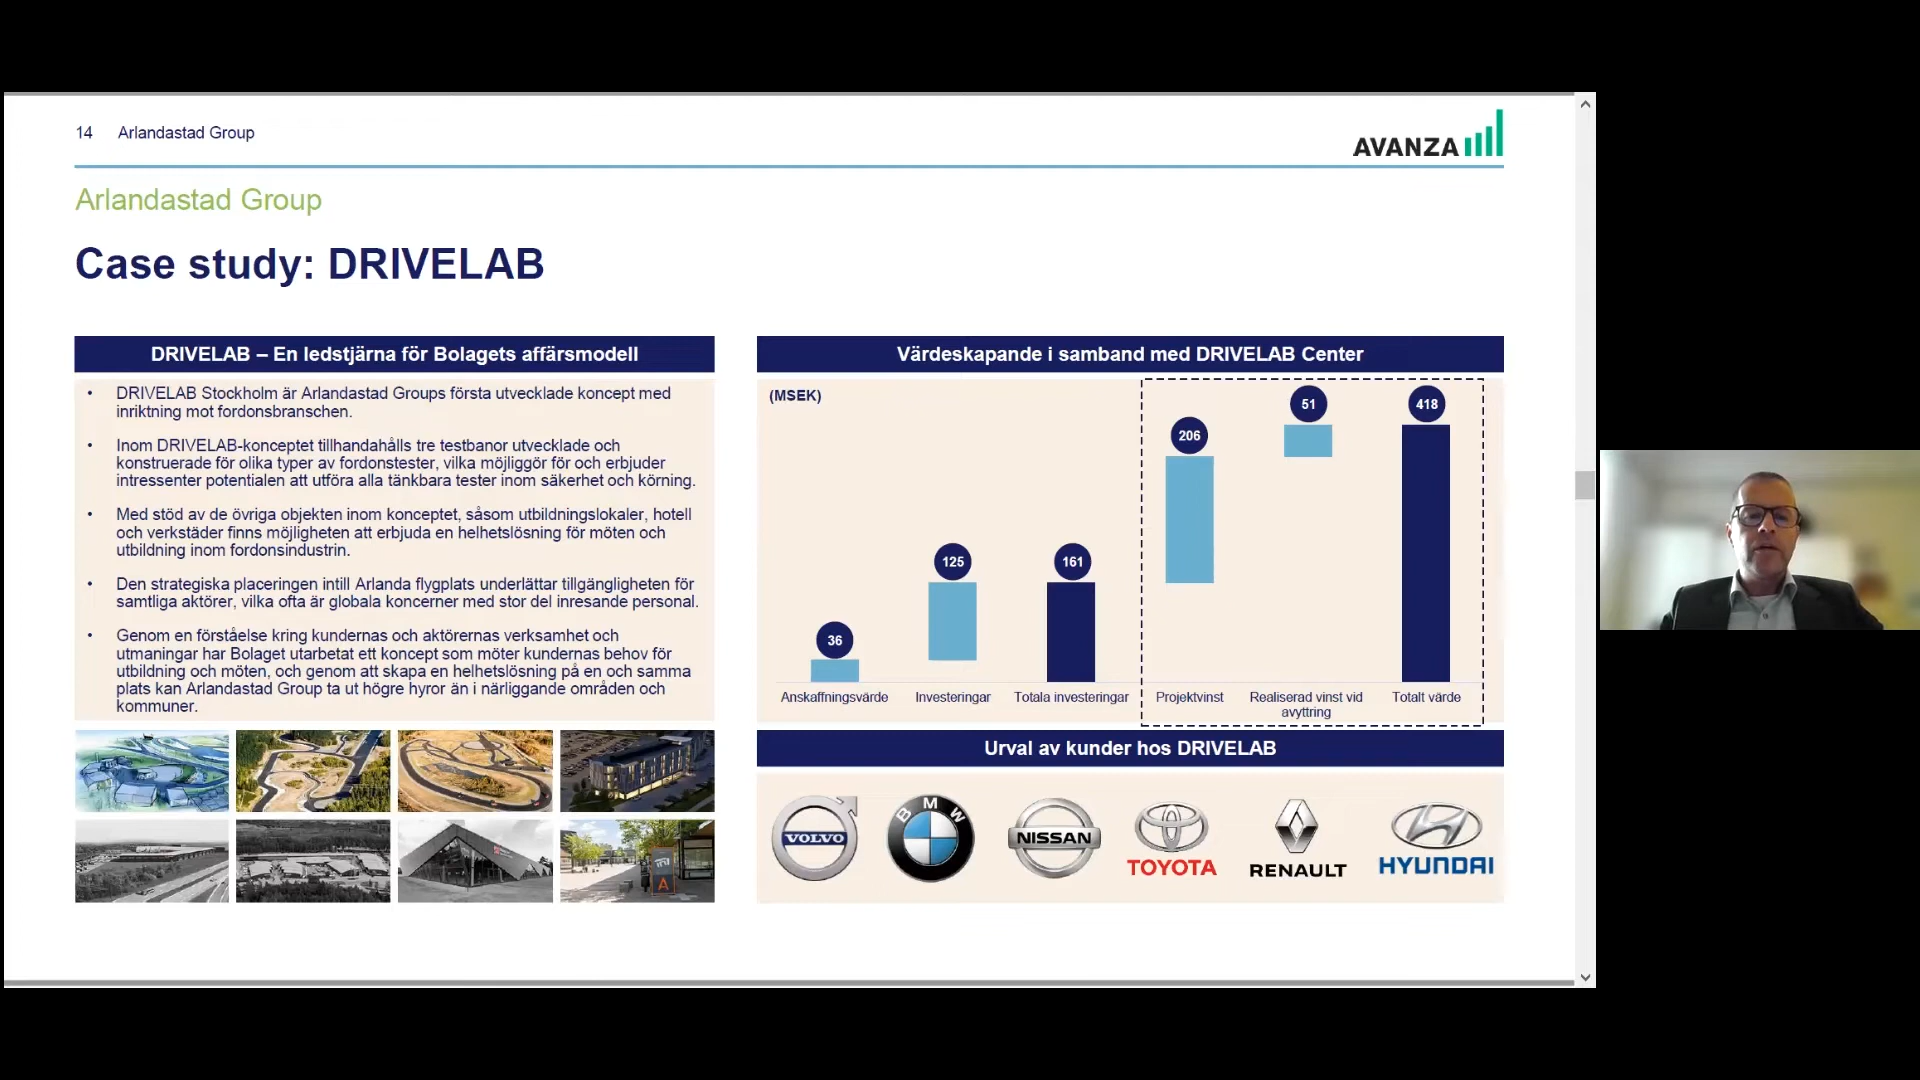 14 Arlandastad Group
AVANZA
Arlandastad Group
Case study: DRIVELAB
DRIVELAB – En ledstjärna för Bolagets affärsmodell
• DRIVELAB Stockholm är Arlandastad Groups första utvecklade koncept med
inriktning mot fordonsbranschen.
• Inom DRIVELAB-konceptet tillhandahålls tre testbanor utvecklade och
konstruerade för olika typer av fordonstester, vilka möjliggör för och erbjuder
intressenter potentialen att utföra alla tänkbara tester inom säkerhet och körning.
• Med stöd av de övriga objekten inom konceptet, såsom utbildningslokaler, hotell
och verkstäder finns möjligheten att erbjuda en helhetslösning för möten och
utbildning inom fordonsindustrin.
• Den strategiska placeringen intill Arlanda flygplats underlättar tillgängligheten för
samtliga aktörer, vilka ofta är globala koncerner med stor del inresande personal.
• Genom en förståelse kring kundernas och aktörernas verksamhet och
utmaningar har Bolaget utarbetat ett koncept som möter kundernas behov för
utbildning och möten, och genom att skapa en helhetslösning på en och samma
plats kan Arlandastad Group ta ut högre hyror än i närliggande områden och
kommuner.
Värdeskapande i samband med DRIVELAB Center
(MSEK)
36
125
161
206
51
418
Anskaffningsvärde
Investeringar
Totala investeringar
Projektvinst
Realiserad vinst vid
avyttring
Totalt värde
Urval av kunder hos DRIVELAB
VOLVO
BMW
NISSAN
TOYOTA
RENAULT
HYUNDAI